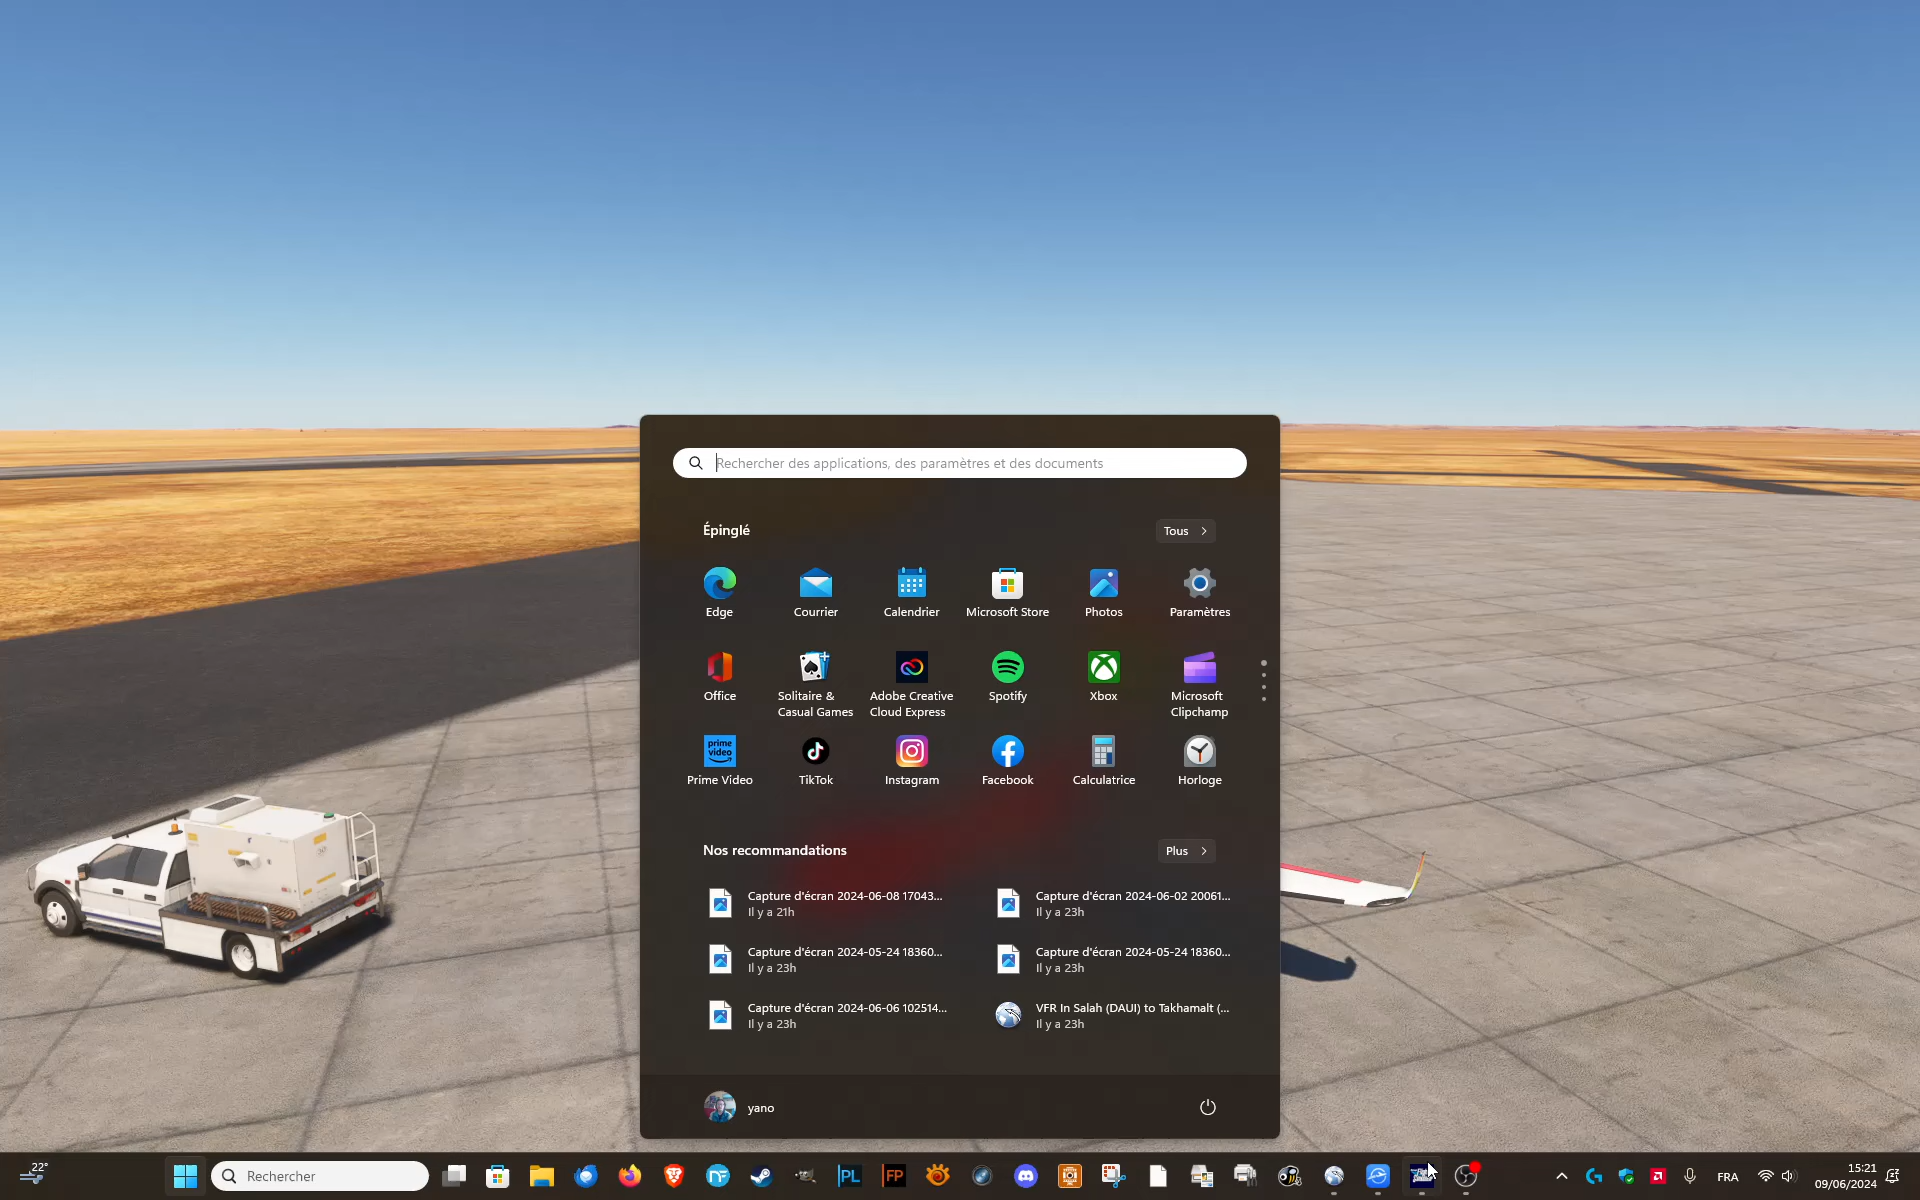 Rechercher des applications, des paramètres et des documents
Épinglé
Tous
Edge
Courrier
Calendrier
Microsoft Store
Photos
Paramètres
Office
Solitaire &
Casual Games
Adobe Creative
Cloud Express
Spotify
Xbox
Microsoft
Clipchamp
prime
video
Prime Video
TikTok
Instagram
Facebook
Calculatrice
Horloge
Nos recommandations
Plus
Capture d'écran 2024-06-08 17043...
Il y a 21h
Capture d'écran 2024-06-02 20061...
Il y a 23h
Capture d'écran 2024-05-24 18360...
Il y a 23h
Capture d'écran 2024-05-24 18360...
Il y a 23h
Capture d'écran 2024-06-06 102514...
Il y a 23h
VFR In Salah (DAUI) to Takhamalt (...
Il y a 23h
yano
22°
Rechercher
PL
FP
FRA
15:21
09/06/2024